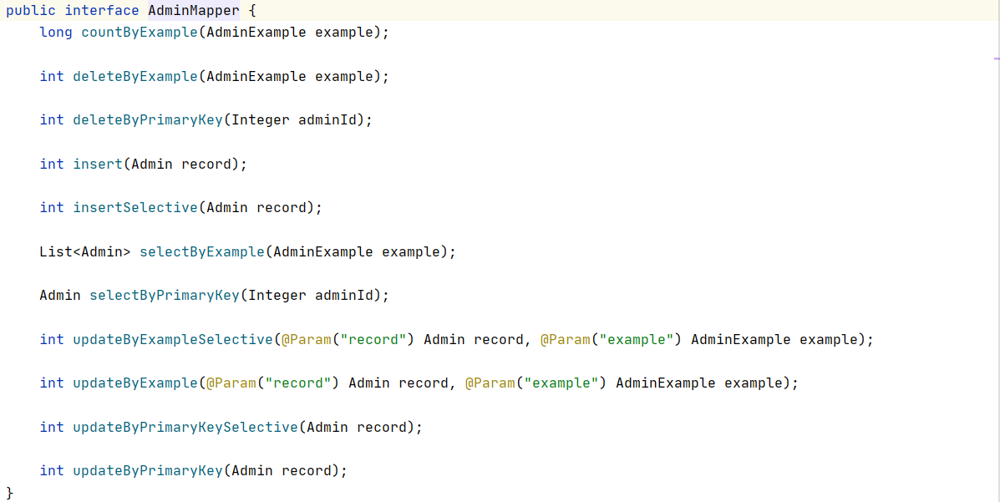 public interface AdminMapper {
    long countByExample(AdminExample example);
    int deleteByExample(AdminExample example);
    int deleteByPrimaryKey(Integer adminId);
    int insert(Admin record);
    int insertSelective(Admin record);
    List<Admin> selectByExample(AdminExample example);
    Admin selectByPrimaryKey(Integer adminId);
    int updateByExampleSelective(@Param("record") Admin record, @Param("example") AdminExample example);
    int updateByExample(@Param("record") Admin record, @Param("example") AdminExample example);
    int updateByPrimaryKeySelective(Admin record);
    int updateByPrimaryKey(Admin record);
}